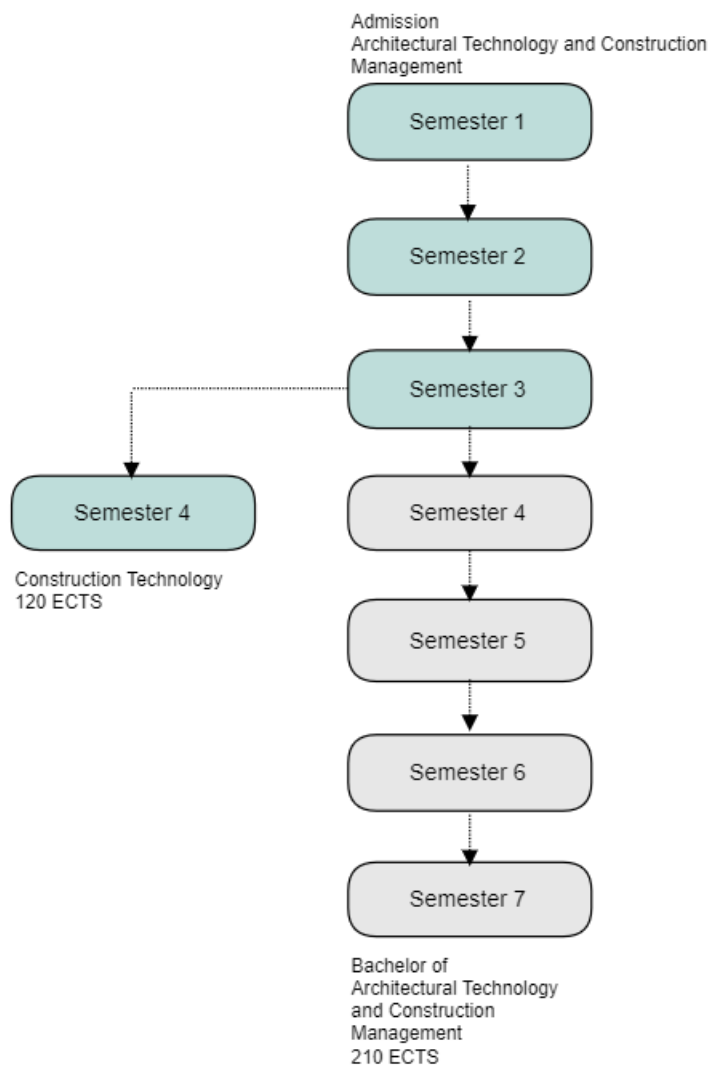 Admission
Architectural Technology and Construction
Management
Semester 1
Semester 2
Semester 3
Semester 4
Semester 4
Construction Technology
120 ECTS
Semester 5
Semester 6
Semester 7
Bachelor of
Architectural Technology
and Construction
Management
210 ECTS